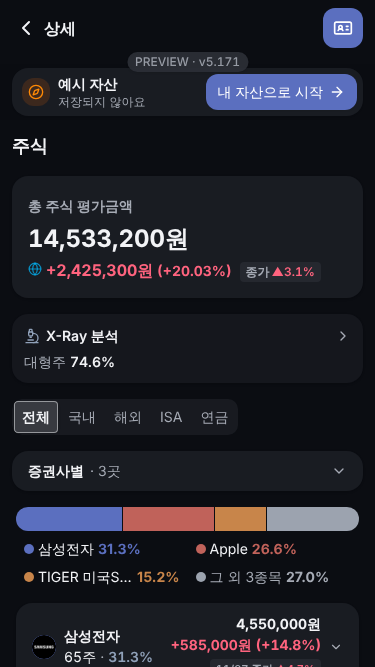 상세
PREVIEW · v5.171
예시 자산
저장되지 않아요
내 자산으로 시작 →
주식
총 주식 평가금액
14,533,200원
+2,425,300원 (+20.03%) 종가 ▲3.1%
X-Ray 분석
대형주 74.6%
전체 국내 해외 ISA 연금
증권사별 · 3곳
삼성전자 31.3% Apple 26.6%
TIGER 미국S... 15.2% 그 외 3종목 27.0%
SAMSUNG
삼성전자
65주 · 31.3%
4,550,000원
+585,000원 (+14.8%)